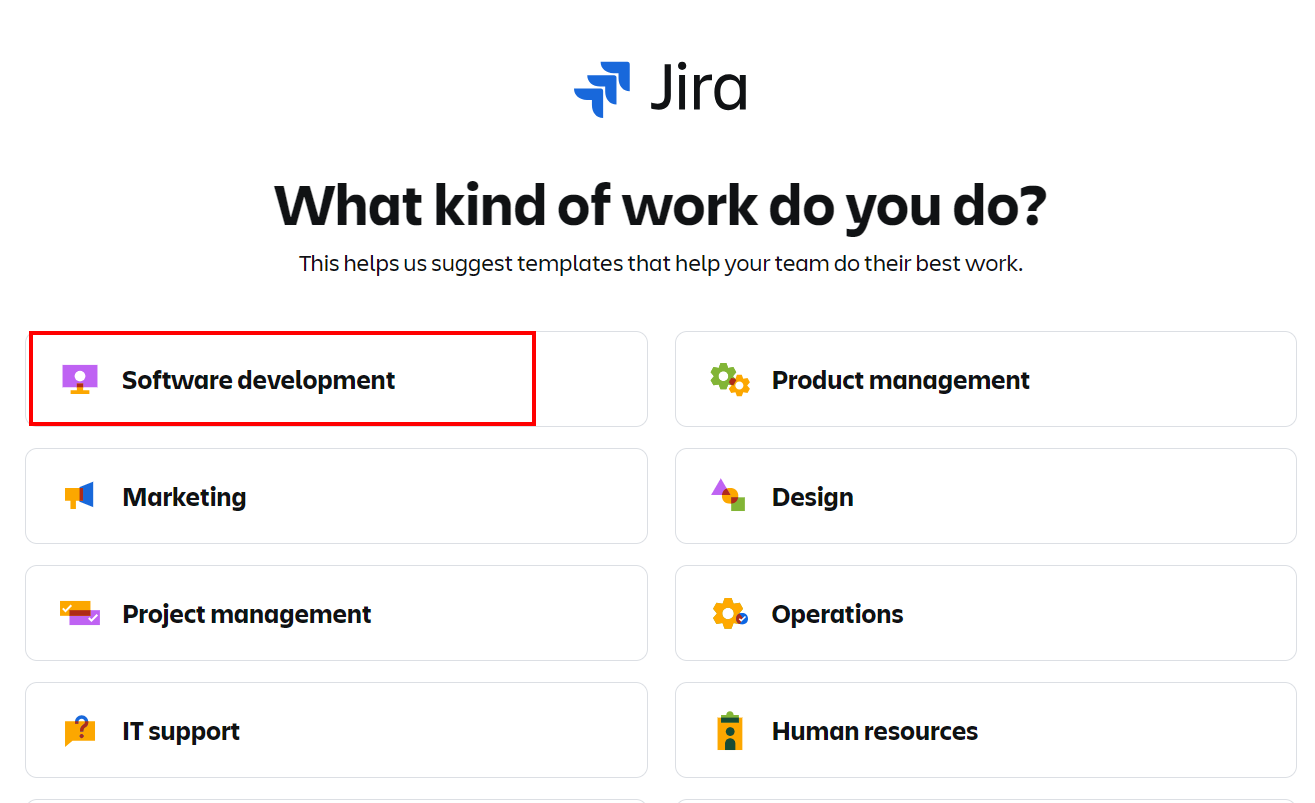 Jira
What kind of work do you do?
This helps us suggest templates that help your team do their best work.
Software development
Product management
Marketing
Design
Project management
Operations
IT support
Human resources